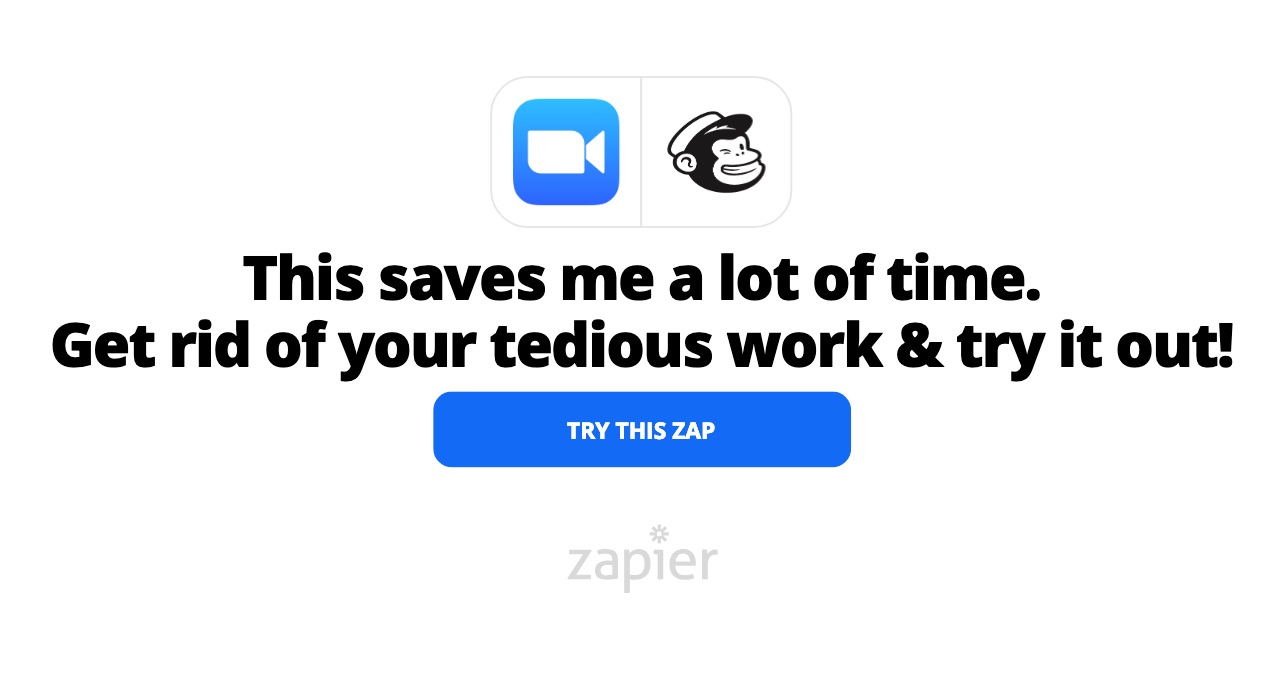 This saves me a lot of time.
Get rid of your tedious work & try it out!
TRY THIS ZAP
zapier